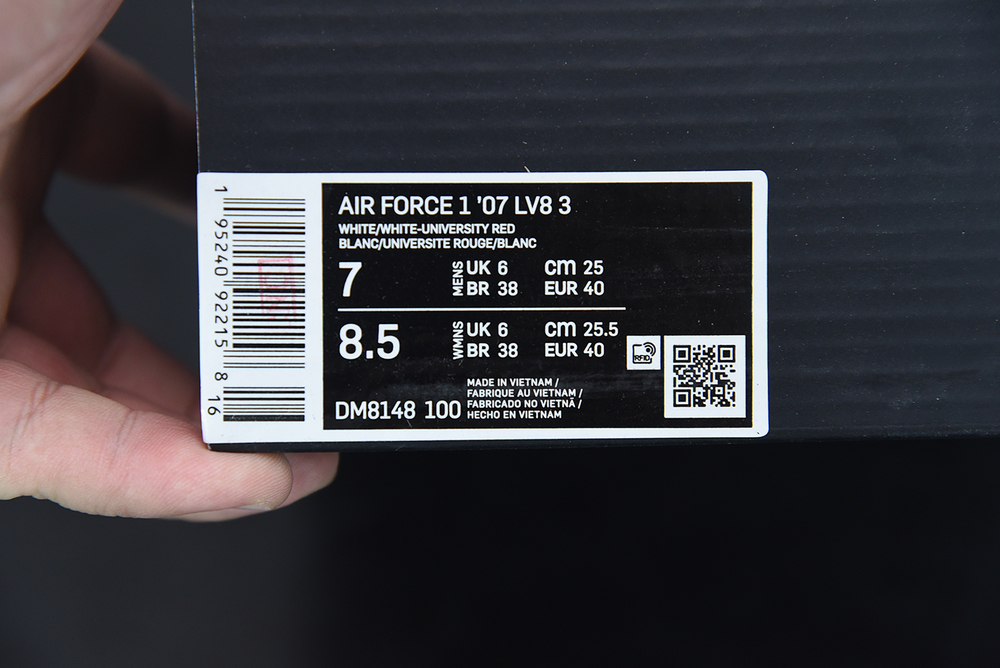 1 95240 92215 8 16
AIR FORCE 1 '07 LV8 3
WHITE/WHITE-UNIVERSITY RED
BLANC/UNIVERSITE ROUGE/BLANC
7 MENS UK 6 CM 25
BR 38 EUR 40
8.5 WMNS UK 6 CM 25.5
BR 38 EUR 40
RFID
MADE IN VIETNAM /
FABRIQUE AU VIETNAM /
FABRICADO NO VIETNÃ /
HECHO EN VIETNAM
DM8148 100